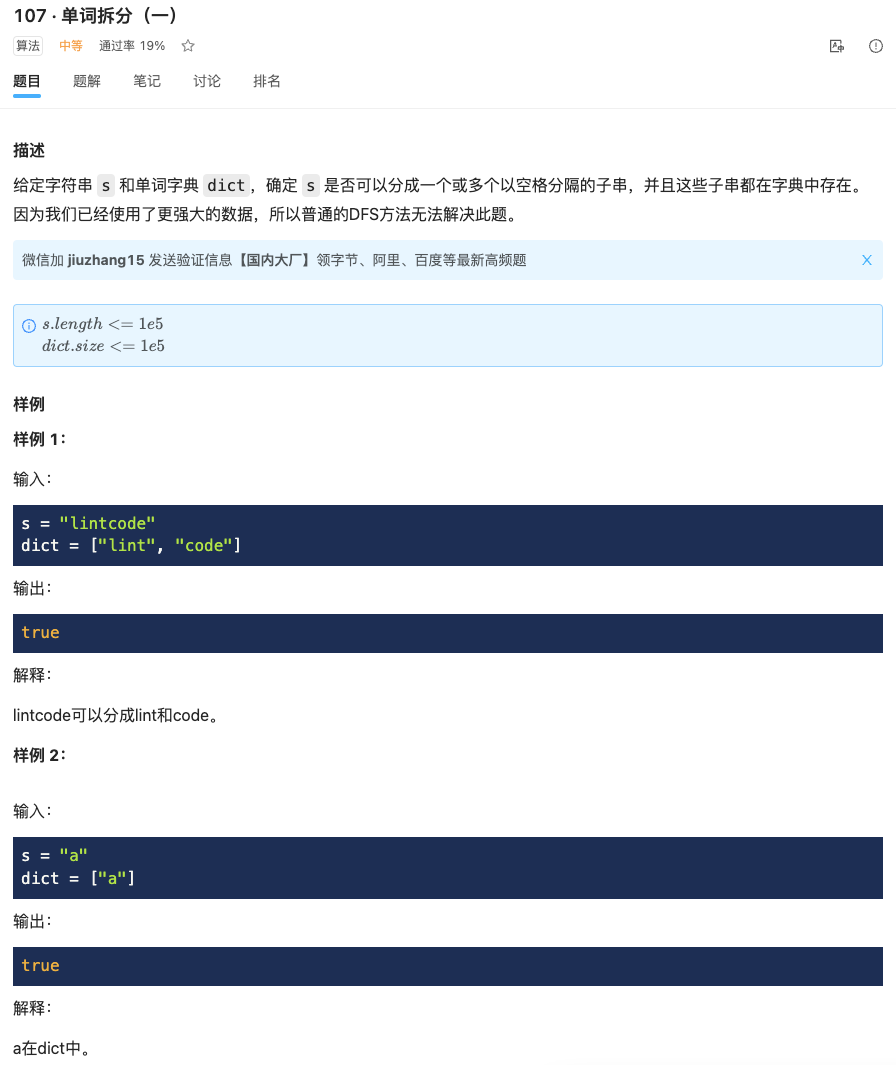 107 · 单词拆分（一）
算法 中等 通过率 19%
题目 题解 笔记 讨论 排名
描述
给定字符串 s 和单词字典 dict，确定 s 是否可以分成一个或多个以空格分隔的子串，并且这些子串都在字典中存在。
因为我们已经使用了更强大的数据，所以普通的DFS方法无法解决此题。
微信加 jiuzhang15 发送验证信息【国内大厂】领字节、阿里、百度等最新高频题 X
s.length <= 1e5
dict.size <= 1e5
样例
样例 1：
输入：
s = "lintcode"
dict = ["lint", "code"]
输出：
true
解释：
lintcode可以分成lint和code。
样例 2：
输入：
s = "a"
dict = ["a"]
输出：
true
解释：
a在dict中。